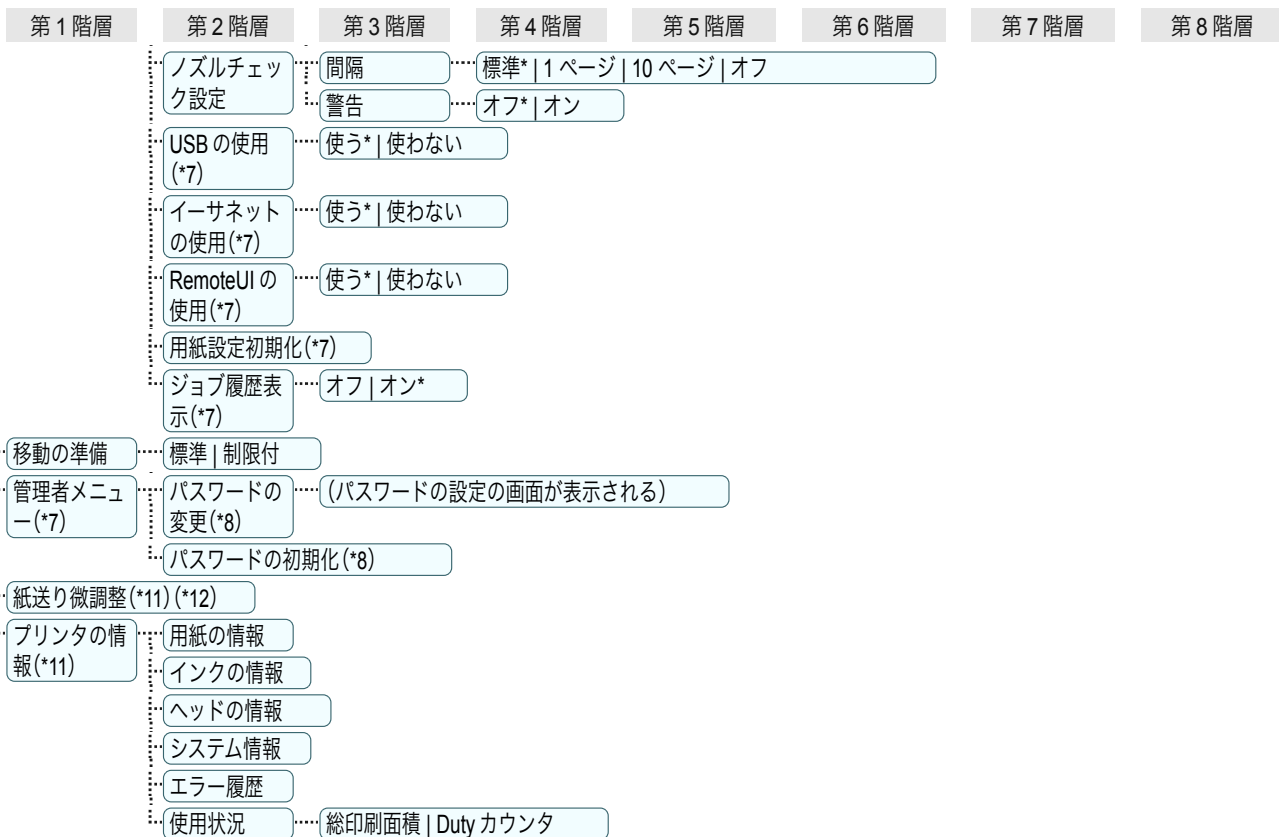 第 1 階層 第 2 階層 第 3 階層 第 4 階層 第 5 階層 第 6 階層 第 7 階層 第 8 階層
ノズルチェッ
ク設定
間隔 標準* | 1 ページ | 10 ページ | オフ
警告 オフ* | オン
USB の使用
(*7)
使う* | 使わない
イーサネット
の使用(*7)
使う* | 使わない
RemoteUI の
使用(*7)
使う* | 使わない
用紙設定初期化(*7)
ジョブ履歴表
示(*7)
オフ | オン*
移動の準備 標準 | 制限付
管理者メニュ
ー(*7)
パスワードの
変更(*8)
(パスワードの設定の画面が表示される)
パスワードの初期化(*8)
紙送り微調整(*11)(*12)
プリンタの情
報(*11)
用紙の情報
インクの情報
ヘッドの情報
システム情報
エラー履歴
使用状況 総印刷面積 | Duty カウンタ